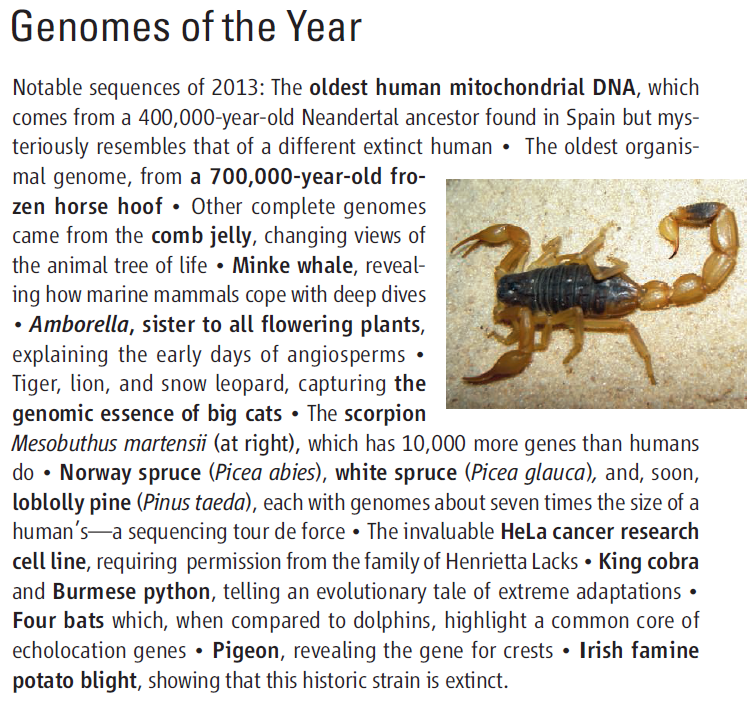 Genomes of the Year
Notable sequences of 2013: The oldest human mitochondrial DNA, which
comes from a 400,000-year-old Neandertal ancestor found in Spain but mys-
teriously resembles that of a different extinct human • The oldest organis-
mal genome, from a 700,000-year-old fro-
zen horse hoof • Other complete genomes
came from the comb jelly, changing views of
the animal tree of life • Minke whale, reveal-
ing how marine mammals cope with deep dives
• Amborella, sister to all flowering plants,
explaining the early days of angiosperms •
Tiger, lion, and snow leopard, capturing the
genomic essence of big cats • The scorpion
Mesobuthus martensii (at right), which has 10,000 more genes than humans
do • Norway spruce (Picea abies), white spruce (Picea glauca), and, soon,
loblolly pine (Pinus taeda), each with genomes about seven times the size of a
human's—a sequencing tour de force • The invaluable HeLa cancer research
cell line, requiring permission from the family of Henrietta Lacks • King cobra
and Burmese python, telling an evolutionary tale of extreme adaptations •
Four bats which, when compared to dolphins, highlight a common core of
echolocation genes • Pigeon, revealing the gene for crests • Irish famine
potato blight, showing that this historic strain is extinct.